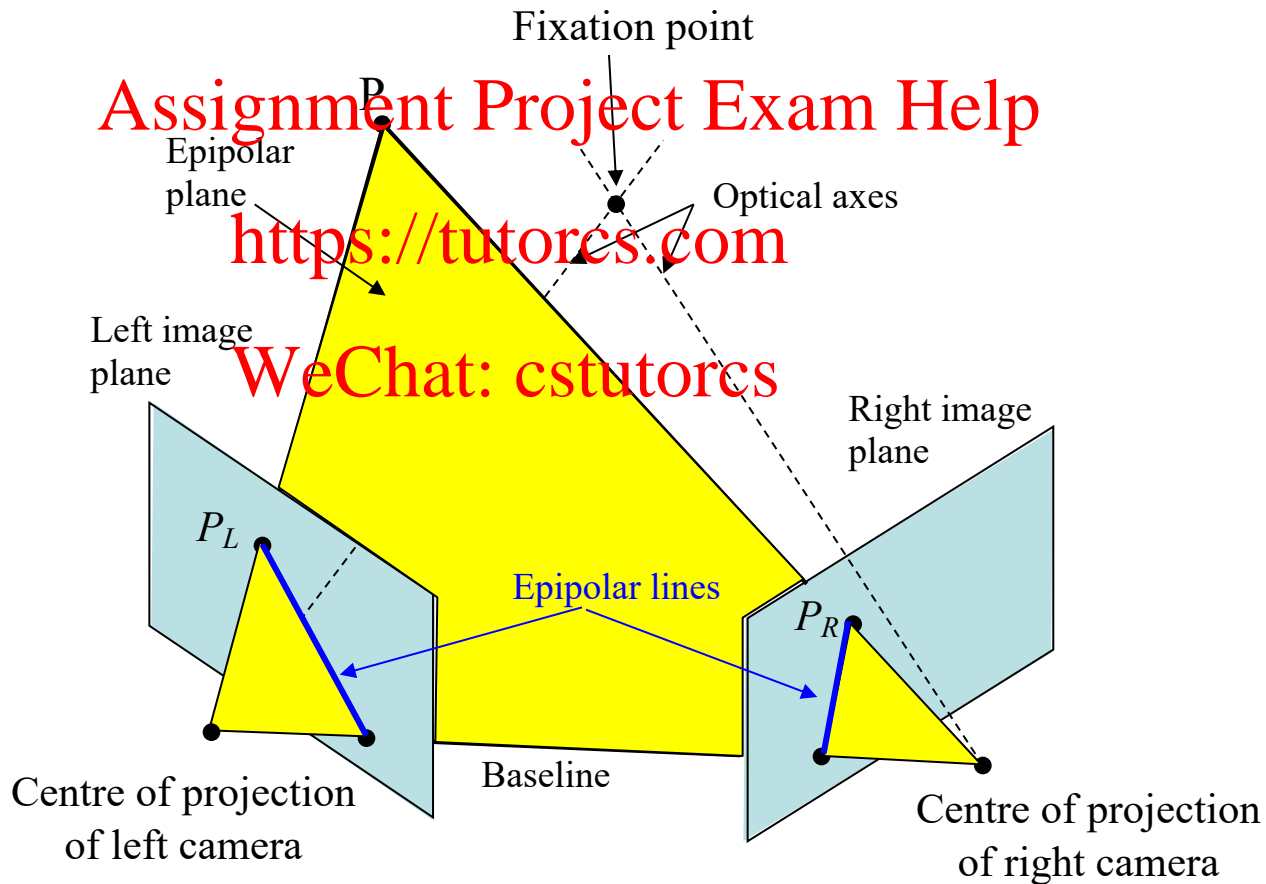 Fixation point
P
Assignment Project Exam Help
Epipolar
plane
Optical axes
https://tutorcs.com
Left image
plane
WeChat: cstutorcs
Right image
plane
P_L
Epipolar lines
P_R
Baseline
Centre of projection
of left camera
Centre of projection
of right camera